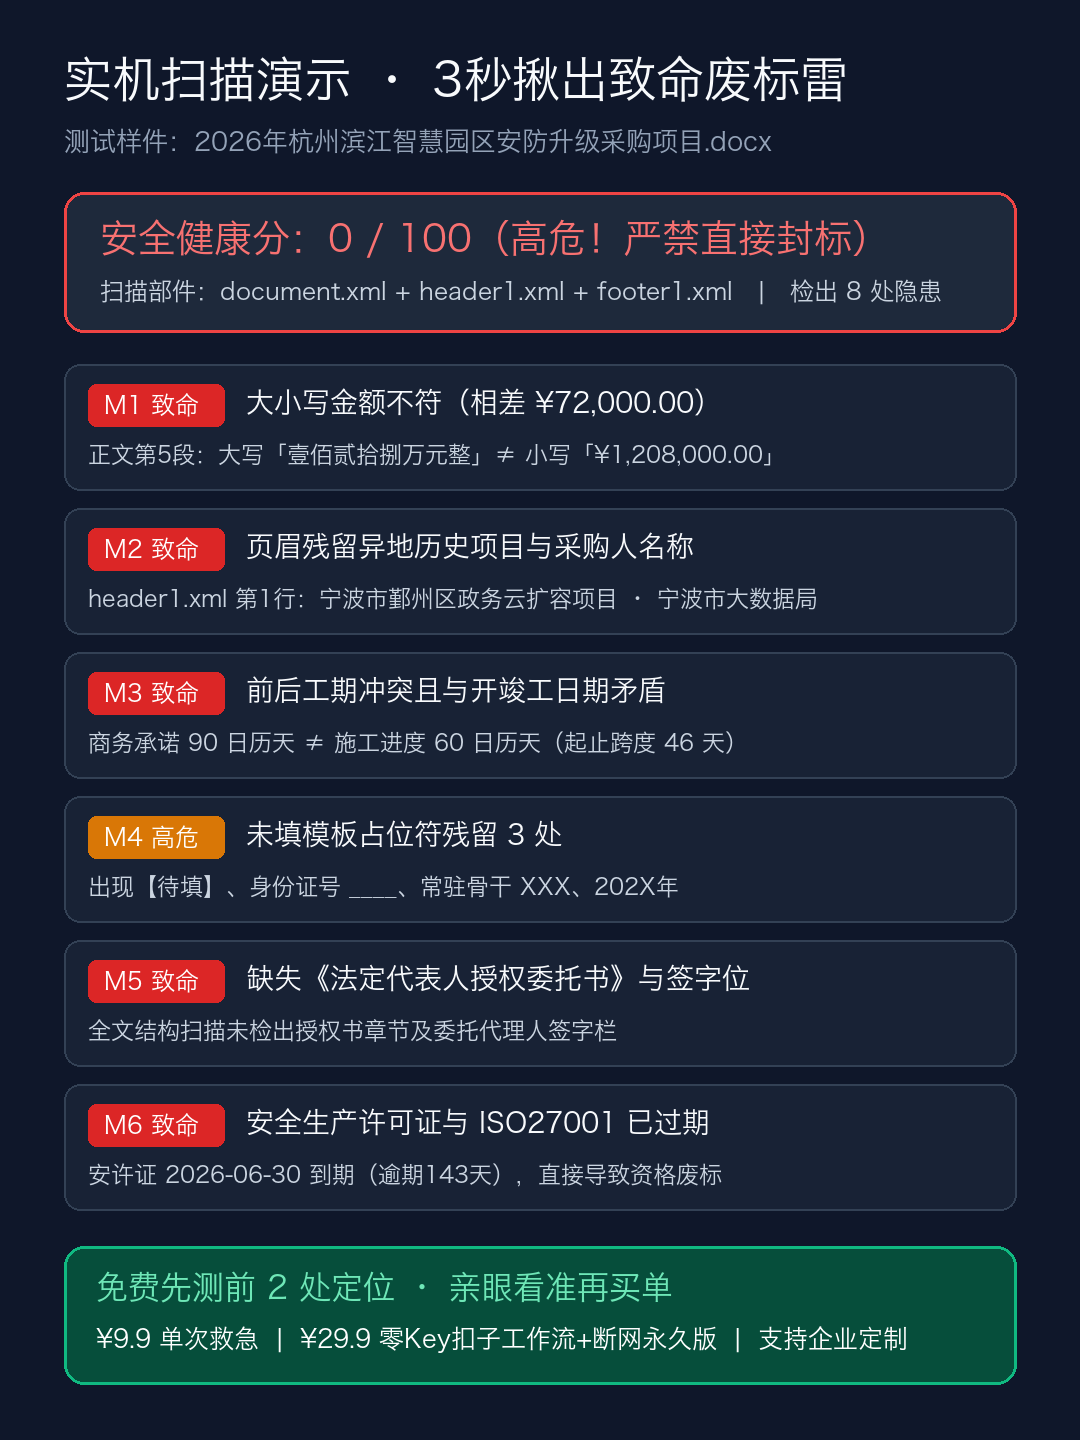 实机扫描演示 · 3秒揪出致命废标雷
测试样件：2026年杭州滨江智慧园区安防升级采购项目.docx
安全健康分：0 / 100（高危！严禁直接封标）
扫描部件：document.xml + header1.xml + footer1.xml | 检出 8 处隐患
M1 致命 大小写金额不符（相差 ¥72,000.00）
正文第5段：大写「壹佰贰拾捌万元整」≠ 小写「¥1,208,000.00」
M2 致命 页眉残留异地历史项目与采购人名称
header1.xml 第1行：宁波市鄞州区政务云扩容项目 · 宁波市大数据局
M3 致命 前后工期冲突且与开竣工日期矛盾
商务承诺 90 日历天 ≠ 施工进度 60 日历天（起止跨度 46 天）
M4 高危 未填模板占位符残留 3 处
出现【待填】、身份证号 ____、常驻骨干 XXX、202X年
M5 致命 缺失《法定代表人授权委托书》与签字位
全文结构扫描未检出授权书章节及委托代理人签字栏
M6 致命 安全生产许可证与 ISO27001 已过期
安许证 2026-06-30 到期（逾期143天），直接导致资格废标
免费先测前 2 处定位 · 亲眼看准再买单
¥9.9 单次救急 | ¥29.9 零Key扣子工作流+断网永久版 | 支持企业定制